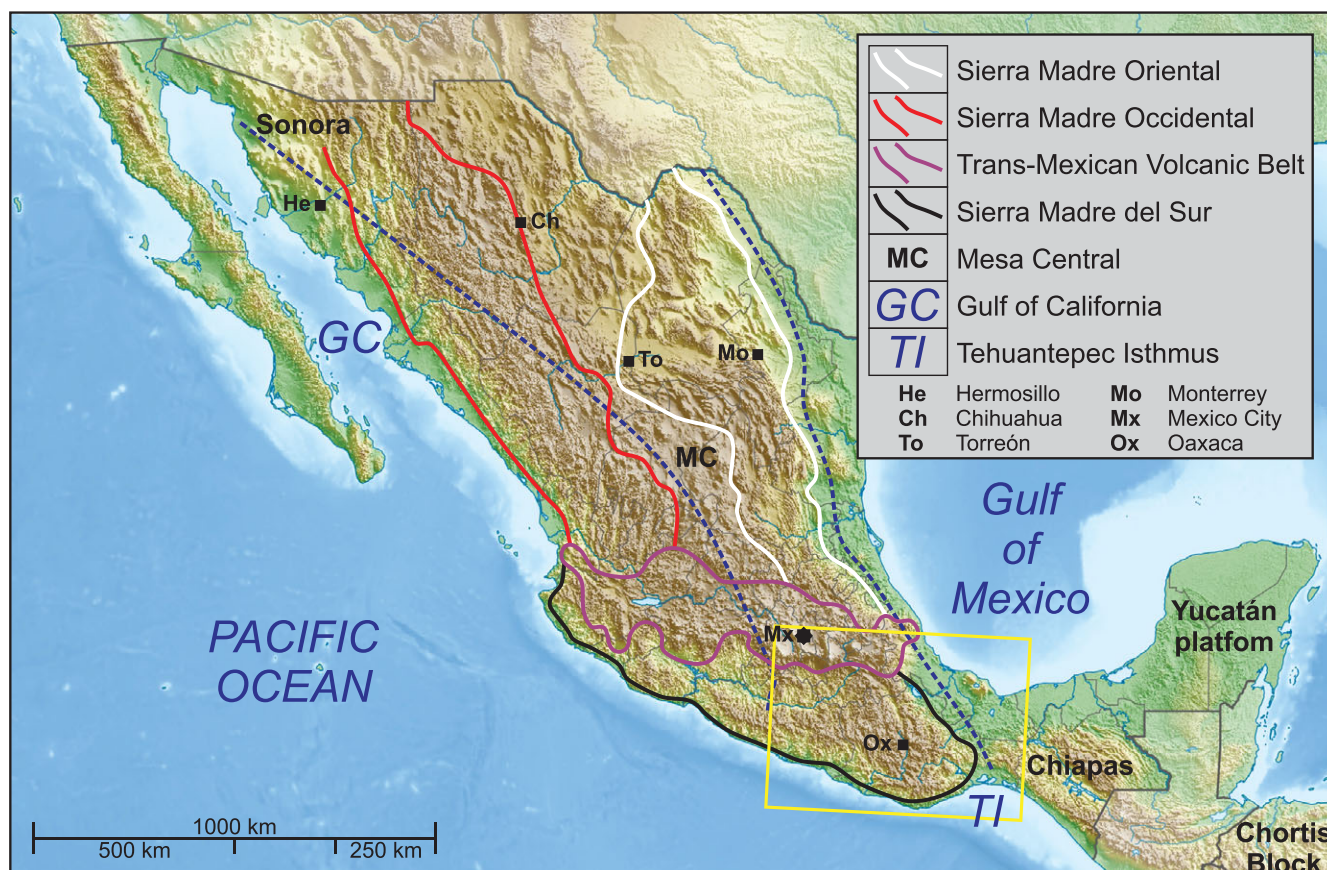 Sierra Madre Oriental
Sierra Madre Occidental
Trans-Mexican Volcanic Belt
Sierra Madre del Sur
MC Mesa Central
GC Gulf of California
TI Tehuantepec Isthmus
He Hermosillo Mo Monterrey
Ch Chihuahua Mx Mexico City
To Torreón Ox Oaxaca
Sonora
He
Ch
GC
To
Mo
MC
Gulf
of
Mexico
Yucatán
platfom
PACIFIC
OCEAN
Mx
Ox
Chiapas
TI
Chortis
Block
1000 km
500 km
250 km